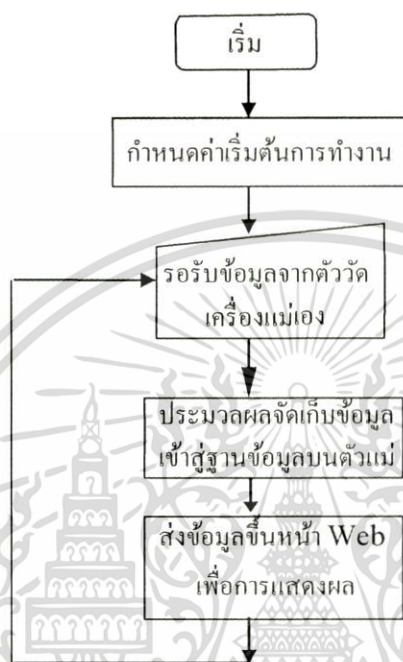 เริ่ม
กำหนดค่าเริ่มต้นการทำงาน
รอรับข้อมูลจากตัววัด
เครื่องแม่เอง
ประมวลผลจัดเก็บข้อมูล
เข้าสู่ฐานข้อมูลบนตัวแม่
ส่งข้อมูลขึ้นหน้า Web
เพื่อการแสดงผล